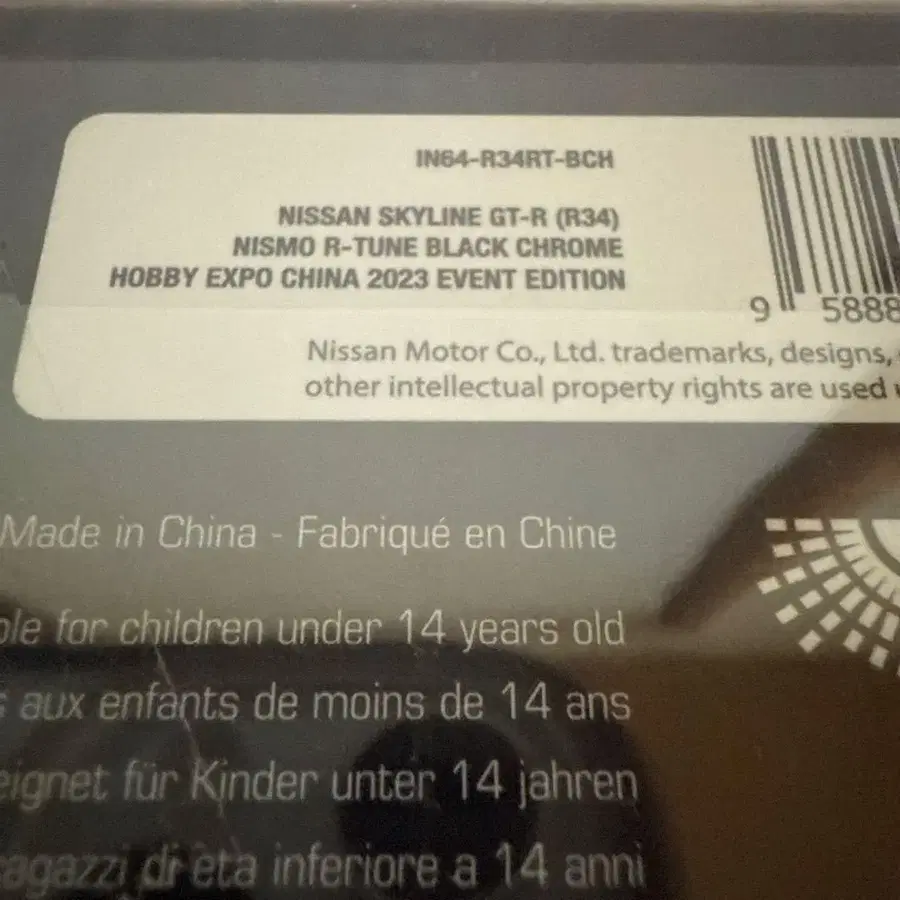 IN64-R34RT-BCH
NISSAN SKYLINE GT-R (R34)
NISMO R-TUNE BLACK CHROME
HOBBY EXPO CHINA 2023 EVENT EDITION
9 5888
Nissan Motor Co., Ltd. trademarks, designs,
other intellectual property rights are used
Made in China - Fabriqué en Chine
for children under 14 years old
aux enfants de moins de 14 ans
für Kinder unter 14 jahren
di età inferiore a 14 anni